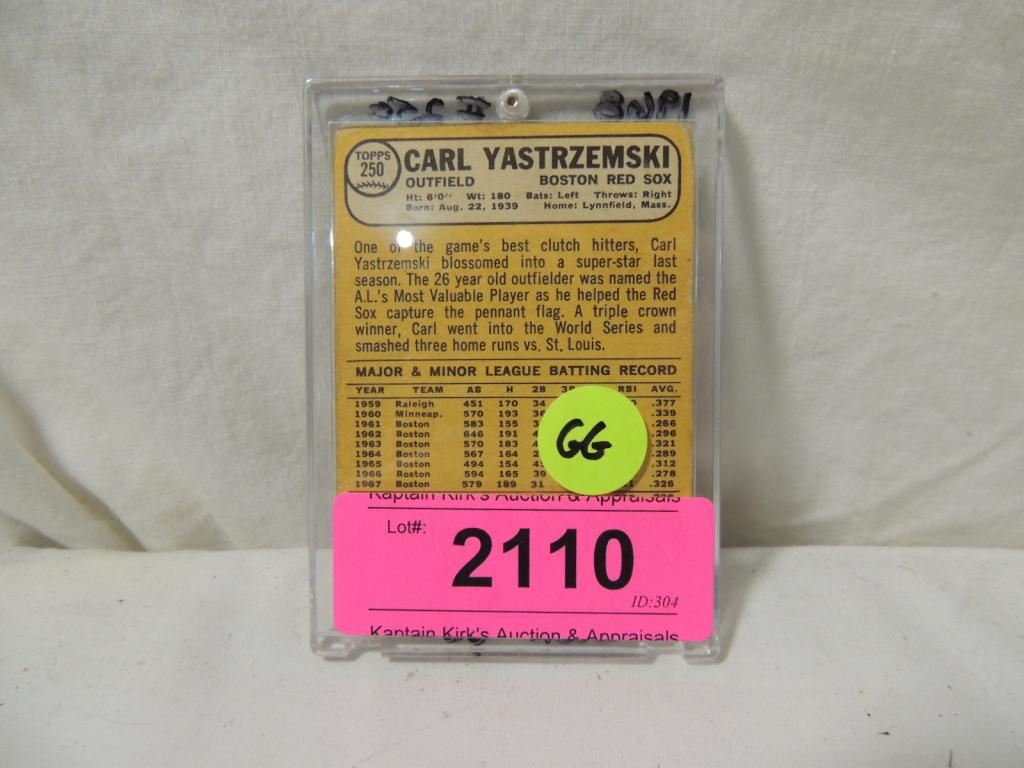 TOPPS
250
CARL YASTRZEMSKI
OUTFIELD BOSTON RED SOX
Ht: 6'0" Wt: 180 Bats: Left Throws: Right
Born: Aug. 22, 1939 Home: Lynnfield, Mass.
One of the game's best clutch hitters, Carl
Yastrzemski blossomed into a super-star last
season. The 26 year old outfielder was named the
A.L.'s Most Valuable Player as he helped the Red
Sox capture the pennant flag. A triple crown
winner, Carl went into the World Series and
smashed three home runs vs. St. Louis.
MAJOR & MINOR LEAGUE BATTING RECORD
YEAR TEAM AB H 2B RBI AVG.
1959 Raleigh 451 170 34 .377
1960 Minneap. 570 193 36 .339
1961 Boston 583 155 .266
1962 Boston 646 191 .296
1963 Boston 570 183 .321
1964 Boston 567 164 .289
1965 Boston 494 154 .312
1966 Boston 594 165 39 .278
1967 Boston 579 189 31 .326
GG
Kaptain Kirk's Auction & Appraisals
Lot#:
2110
ID:304
Kaptain Kirk's Auction & Appraisals